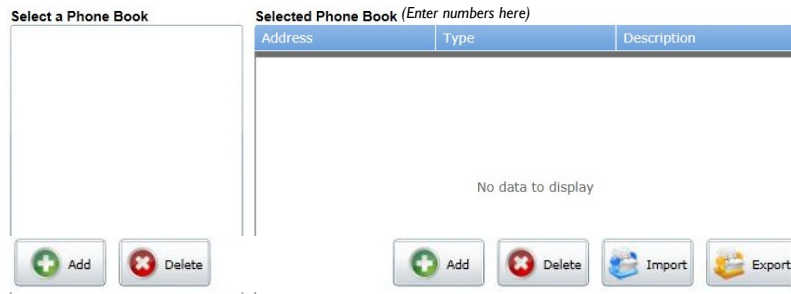 Select a Phone Book
Selected Phone Book (Enter numbers here)
Address Type Description
No data to display
Add Delete Add Delete Import Export